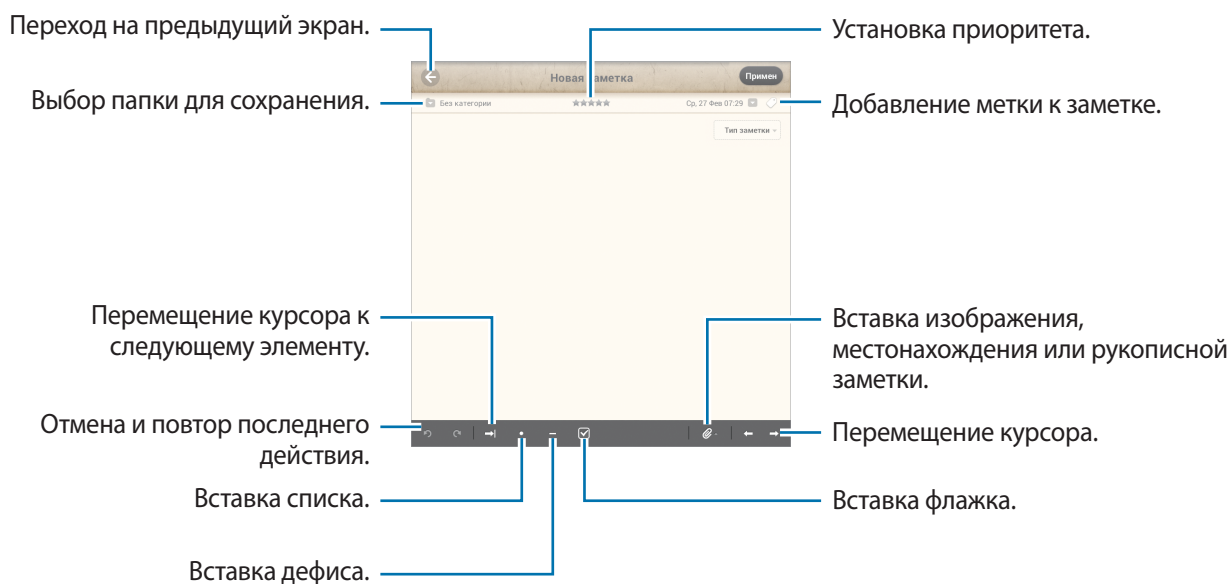 Переход на предыдущий экран.
Установка приоритета.
Новая заметка
Примен
Выбор папки для сохранения.
Без категории
Ср, 27 Фев 07:29
Добавление метки к заметке.
Тип заметки
Перемещение курсора к
следующему элементу.
Вставка изображения,
местонахождения или рукописной
заметки.
Отмена и повтор последнего
действия.
Перемещение курсора.
Вставка списка.
Вставка флажка.
Вставка дефиса.